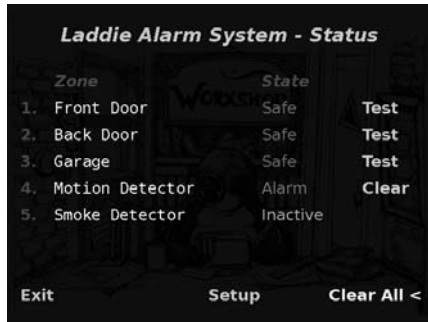 Laddie Alarm System - Status
Zone State
1. Front Door Safe Test
2. Back Door Safe Test
3. Garage Safe Test
4. Motion Detector Alarm Clear
5. Smoke Detector Inactive
Exit Setup Clear All <
WORKSHOP